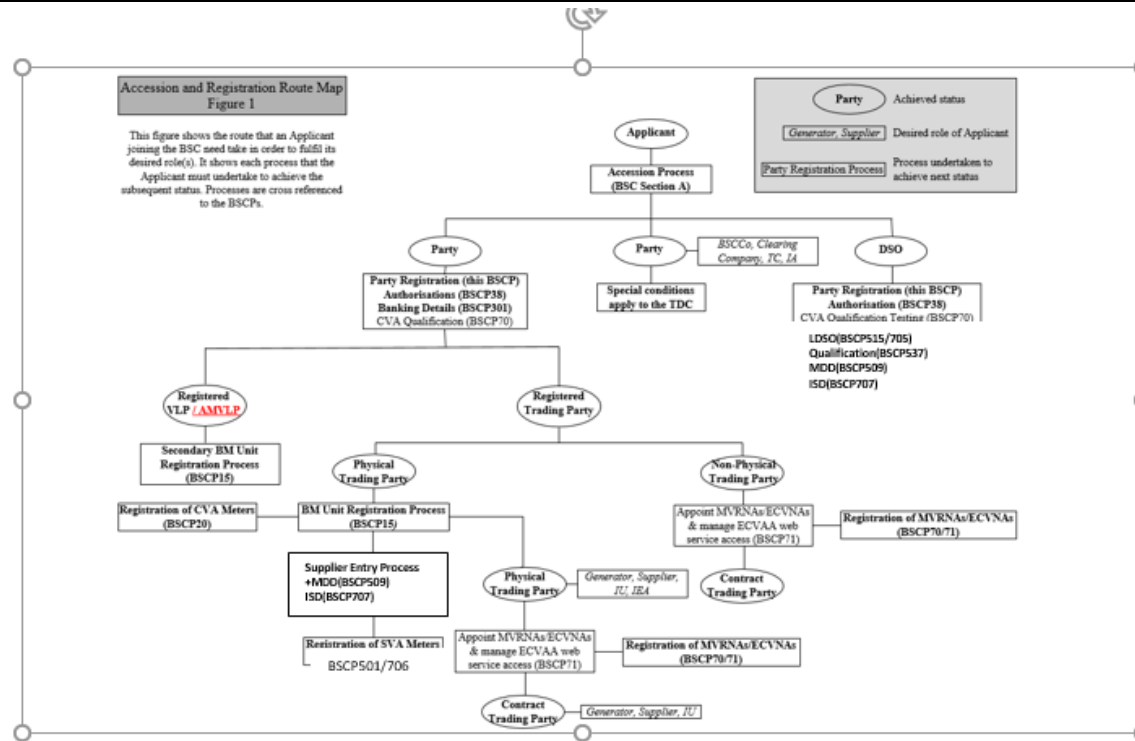 Accession and Registration Route Map
Figure 1
This figure shows the route that an Applicant
joining the BSC need take in order to fulfil its
desired role(s). It shows each process that the
Applicant must undertake to achieve the
subsequent status. Processes are cross referenced
to the BSCPs.
Party
Achieved status
Generator, Supplier
Desired role of Applicant
Party Registration Process
Process undertaken to
achieve next status
Applicant
Accession Process
(BSC Section A)
Party
Party
BSCCo, Clearing
Company, TC, IA
DSO
Party Registration (this BSCP)
Authorisations (BSCP38)
Banking Details (BSCP301)
CVA Qualification (BSCP70)
Special conditions
apply to the TDC
Party Registration (this BSCP)
Authorisation (BSCP38)
CVA Qualification Testing (BSCP70)
LDSO(BSCP515/705)
Qualification(BSCP537)
MDD(BSCP509)
ISD(BSCP707)
Registered
VLP / AMVLP
Registered
Trading Party
Secondary BM Unit
Registration Process
(BSCP15)
Physical
Trading Party
Non-Physical
Trading Party
Registration of CVA Meters
(BSCP20)
BM Unit Registration Process
(BSCP15)
Appoint MVRNAs/ECVNAs
& manage ECVAA web
service access (BSCP71)
Registration of MVRNAs/ECVNAs
(BSCP70/71)
Supplier Entry Process
+MDD(BSCP509)
ISD(BSCP707)
Physical
Trading Party
Generator, Supplier,
IU, IEA
Contract
Trading Party
Registration of SVA Meters
BSCP501/706
Appoint MVRNAs/ECVNAs
& manage ECVAA web
service access (BSCP71)
Registration of MVRNAs/ECVNAs
(BSCP70/71)
Contract
Trading Party
Generator, Supplier, IU